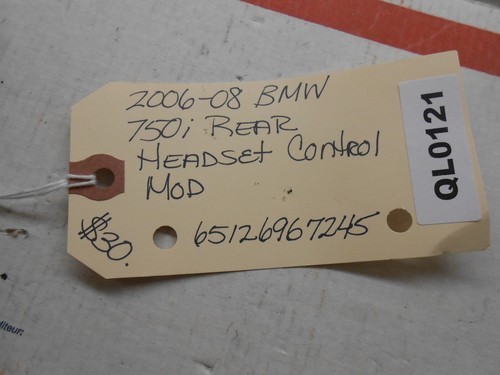 2006-08 BMW
750i REAR
HEADSET CONTROL
MOD
$30.
65126967245
QL0121